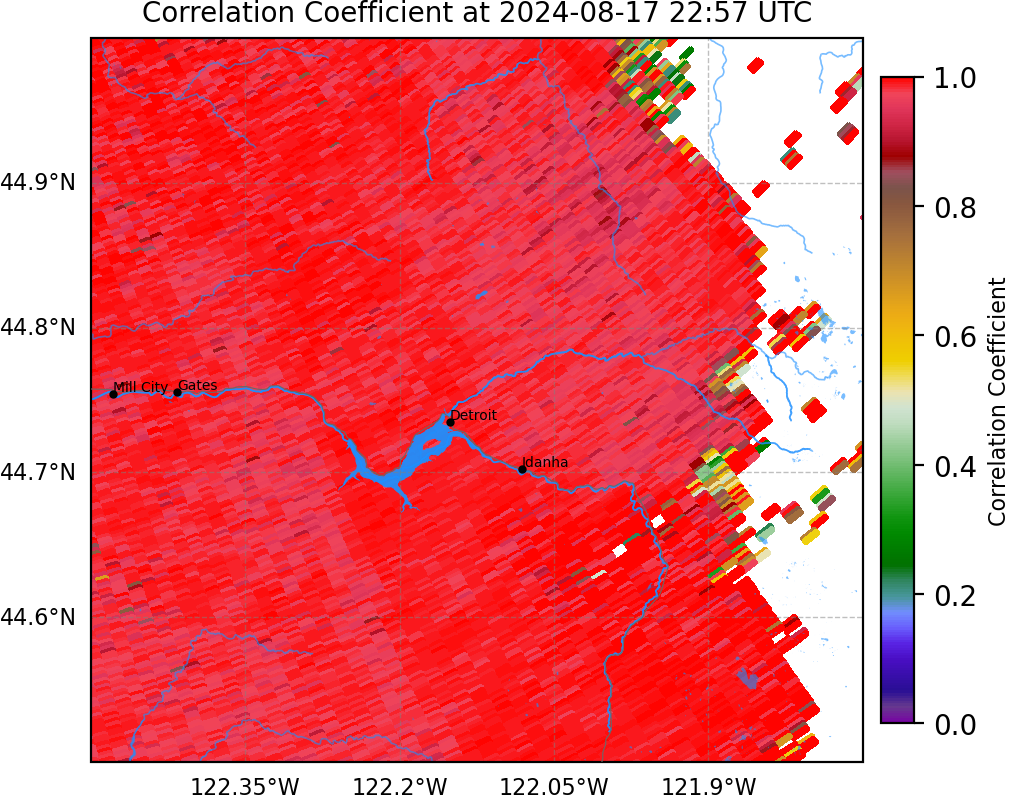 Correlation Coefficient at 2024-08-17 22:57 UTC
1.0
44.9°N
0.8
44.8°N
0.6
Mill City
Gates
Detroit
Idanha
44.7°N
0.4
Correlation Coefficient
44.6°N
0.2
0.0
122.35°W
122.2°W
122.05°W
121.9°W